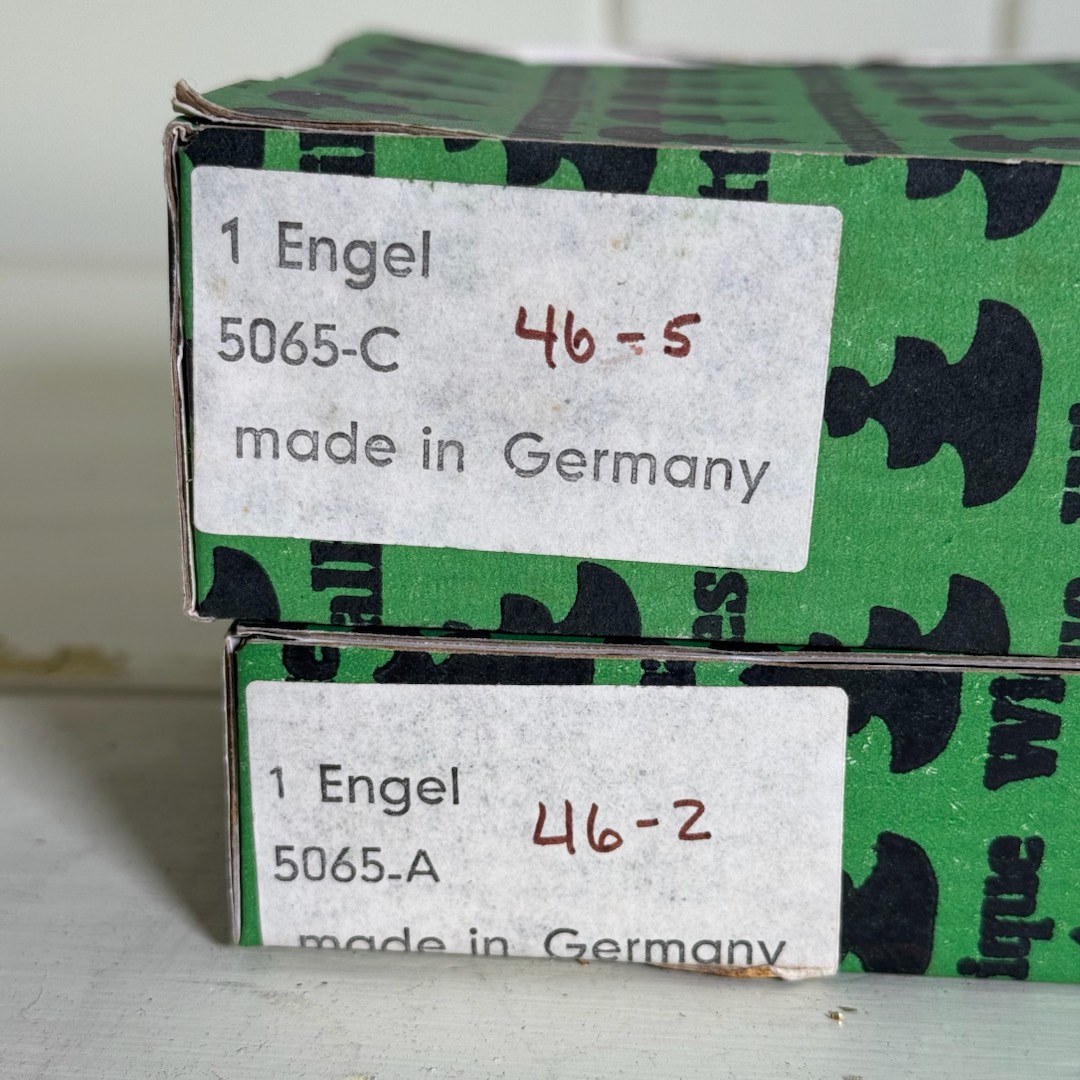 1 Engel
5065-C 46-5
made in Germany
1 Engel
5065-A 46-2
made in Germany